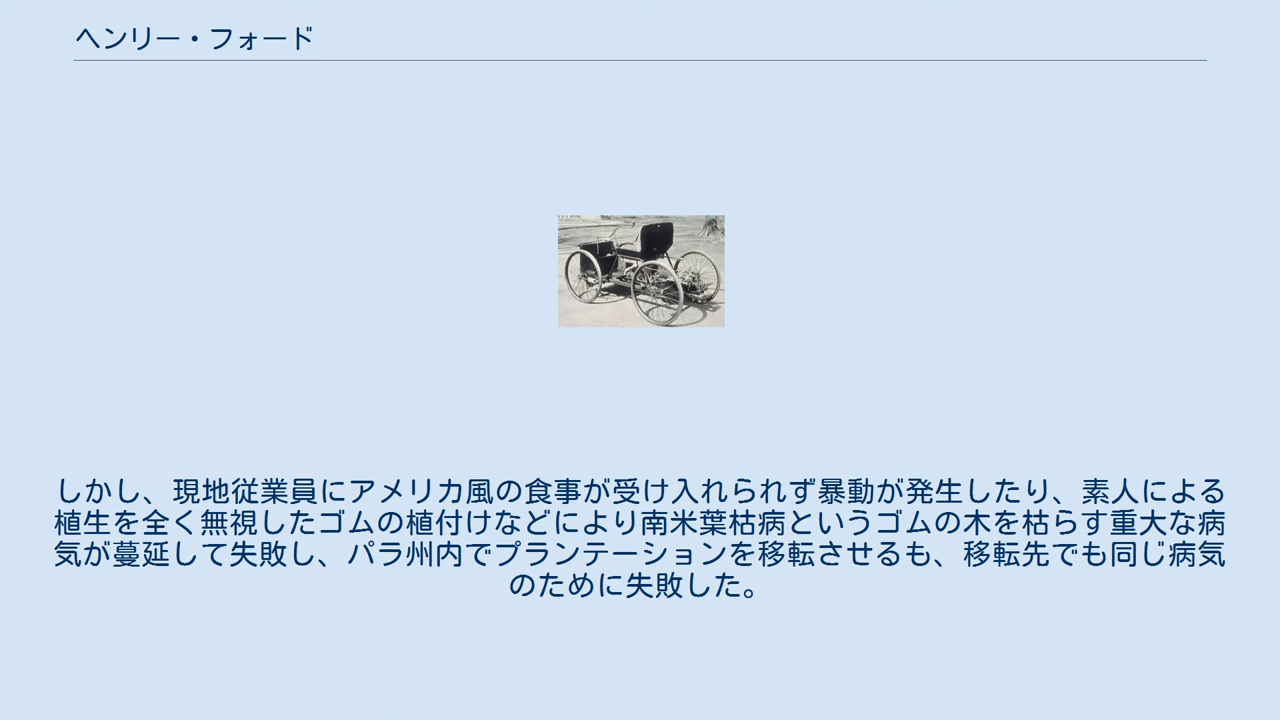 ヘンリー・フォード
しかし、現地従業員にアメリカ風の食事が受け入れられず暴動が発生したり、素人による
植生を全く無視したゴムの植付けなどにより南米葉枯病というゴムの木を枯らす重大な病
気が蔓延して失敗し、パラ州内でプランテーションを移転させるも、移転先でも同じ病気
のために失敗した。